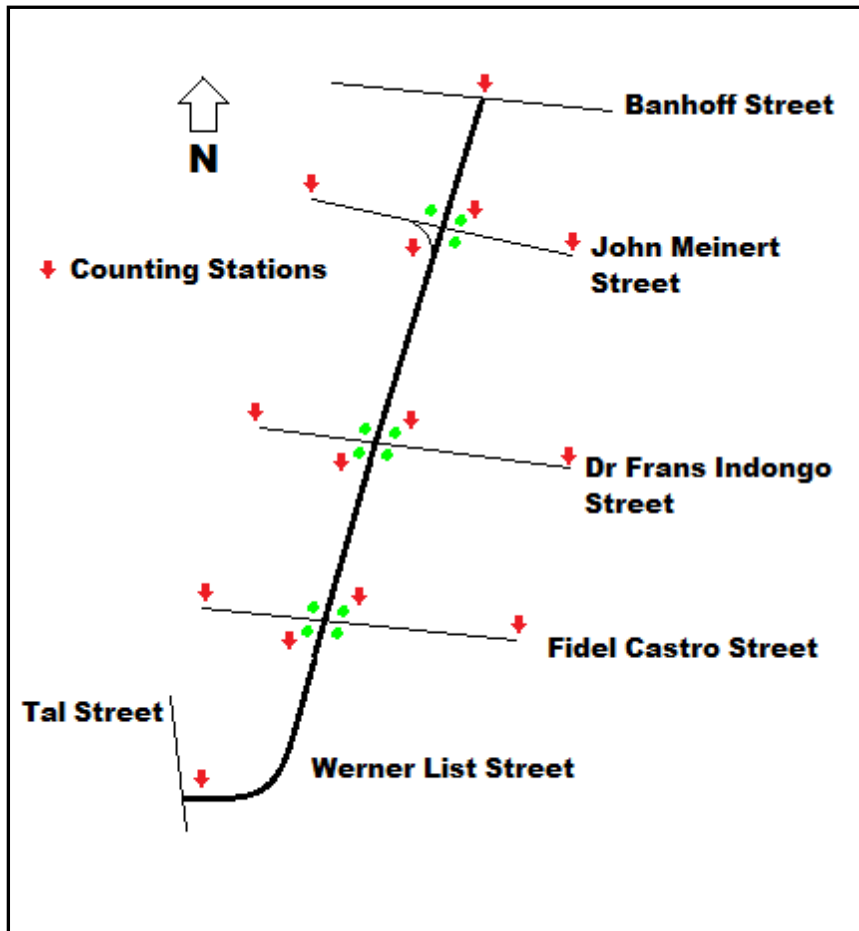 Banhoff Street
N
John Meinert
Street
Counting Stations
Dr Frans Indongo
Street
Fidel Castro Street
Tal Street
Werner List Street